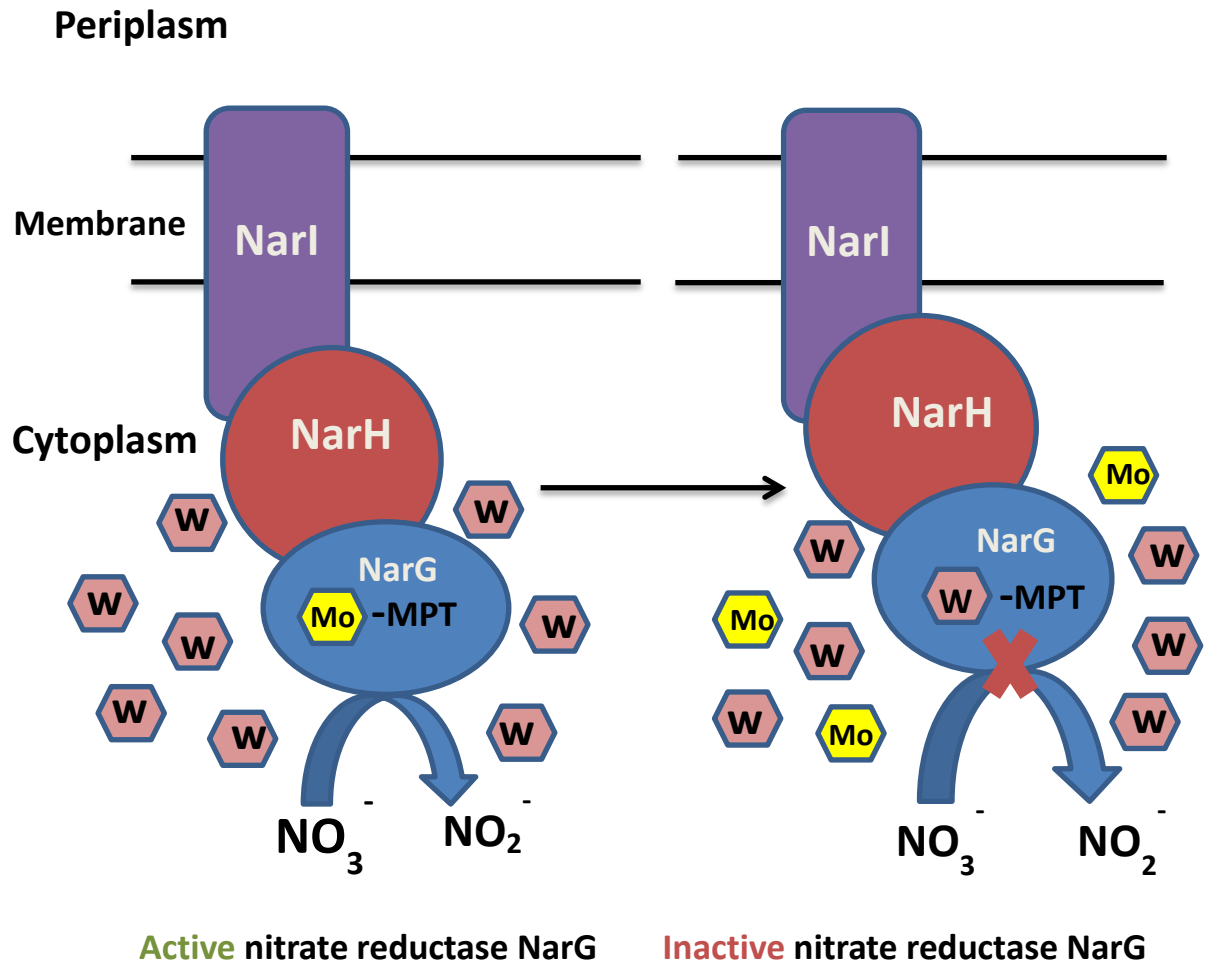 Periplasm
Membrane
NarI
NarI
Cytoplasm
NarH
NarH
Mo
W
W
W
W
NarG
NarG
W
Mo -MPT
W
W -MPT
W
Mo
W
W
W
W
W
W
W
Mo
W
NO₃⁻
NO₂⁻
NO₃⁻
NO₂⁻
Active nitrate reductase NarG
Inactive nitrate reductase NarG